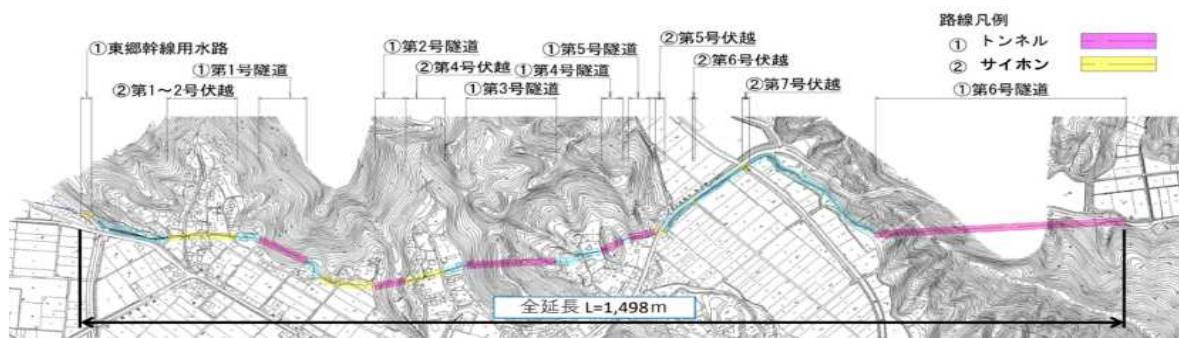 路線凡例
① トンネル
② サイホン
①東郷幹線用水路
①第1号隧道
②第1～2号伏越
①第2号隧道
②第4号伏越
①第3号隧道
①第5号隧道
①第4号隧道
②第5号伏越
②第6号伏越
②第7号伏越
①第6号隧道
全延長 L=1,498m